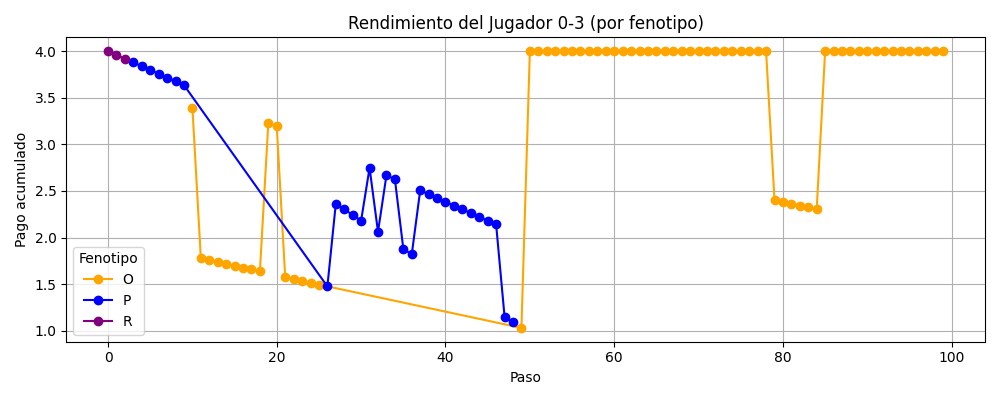 Rendimiento del Jugador 0-3 (por fenotipo)
Pago acumulado
4.0
3.5
3.0
2.5
2.0
1.5
1.0
Fenotipo
O
P
R
0
20
40
60
80
100
Paso